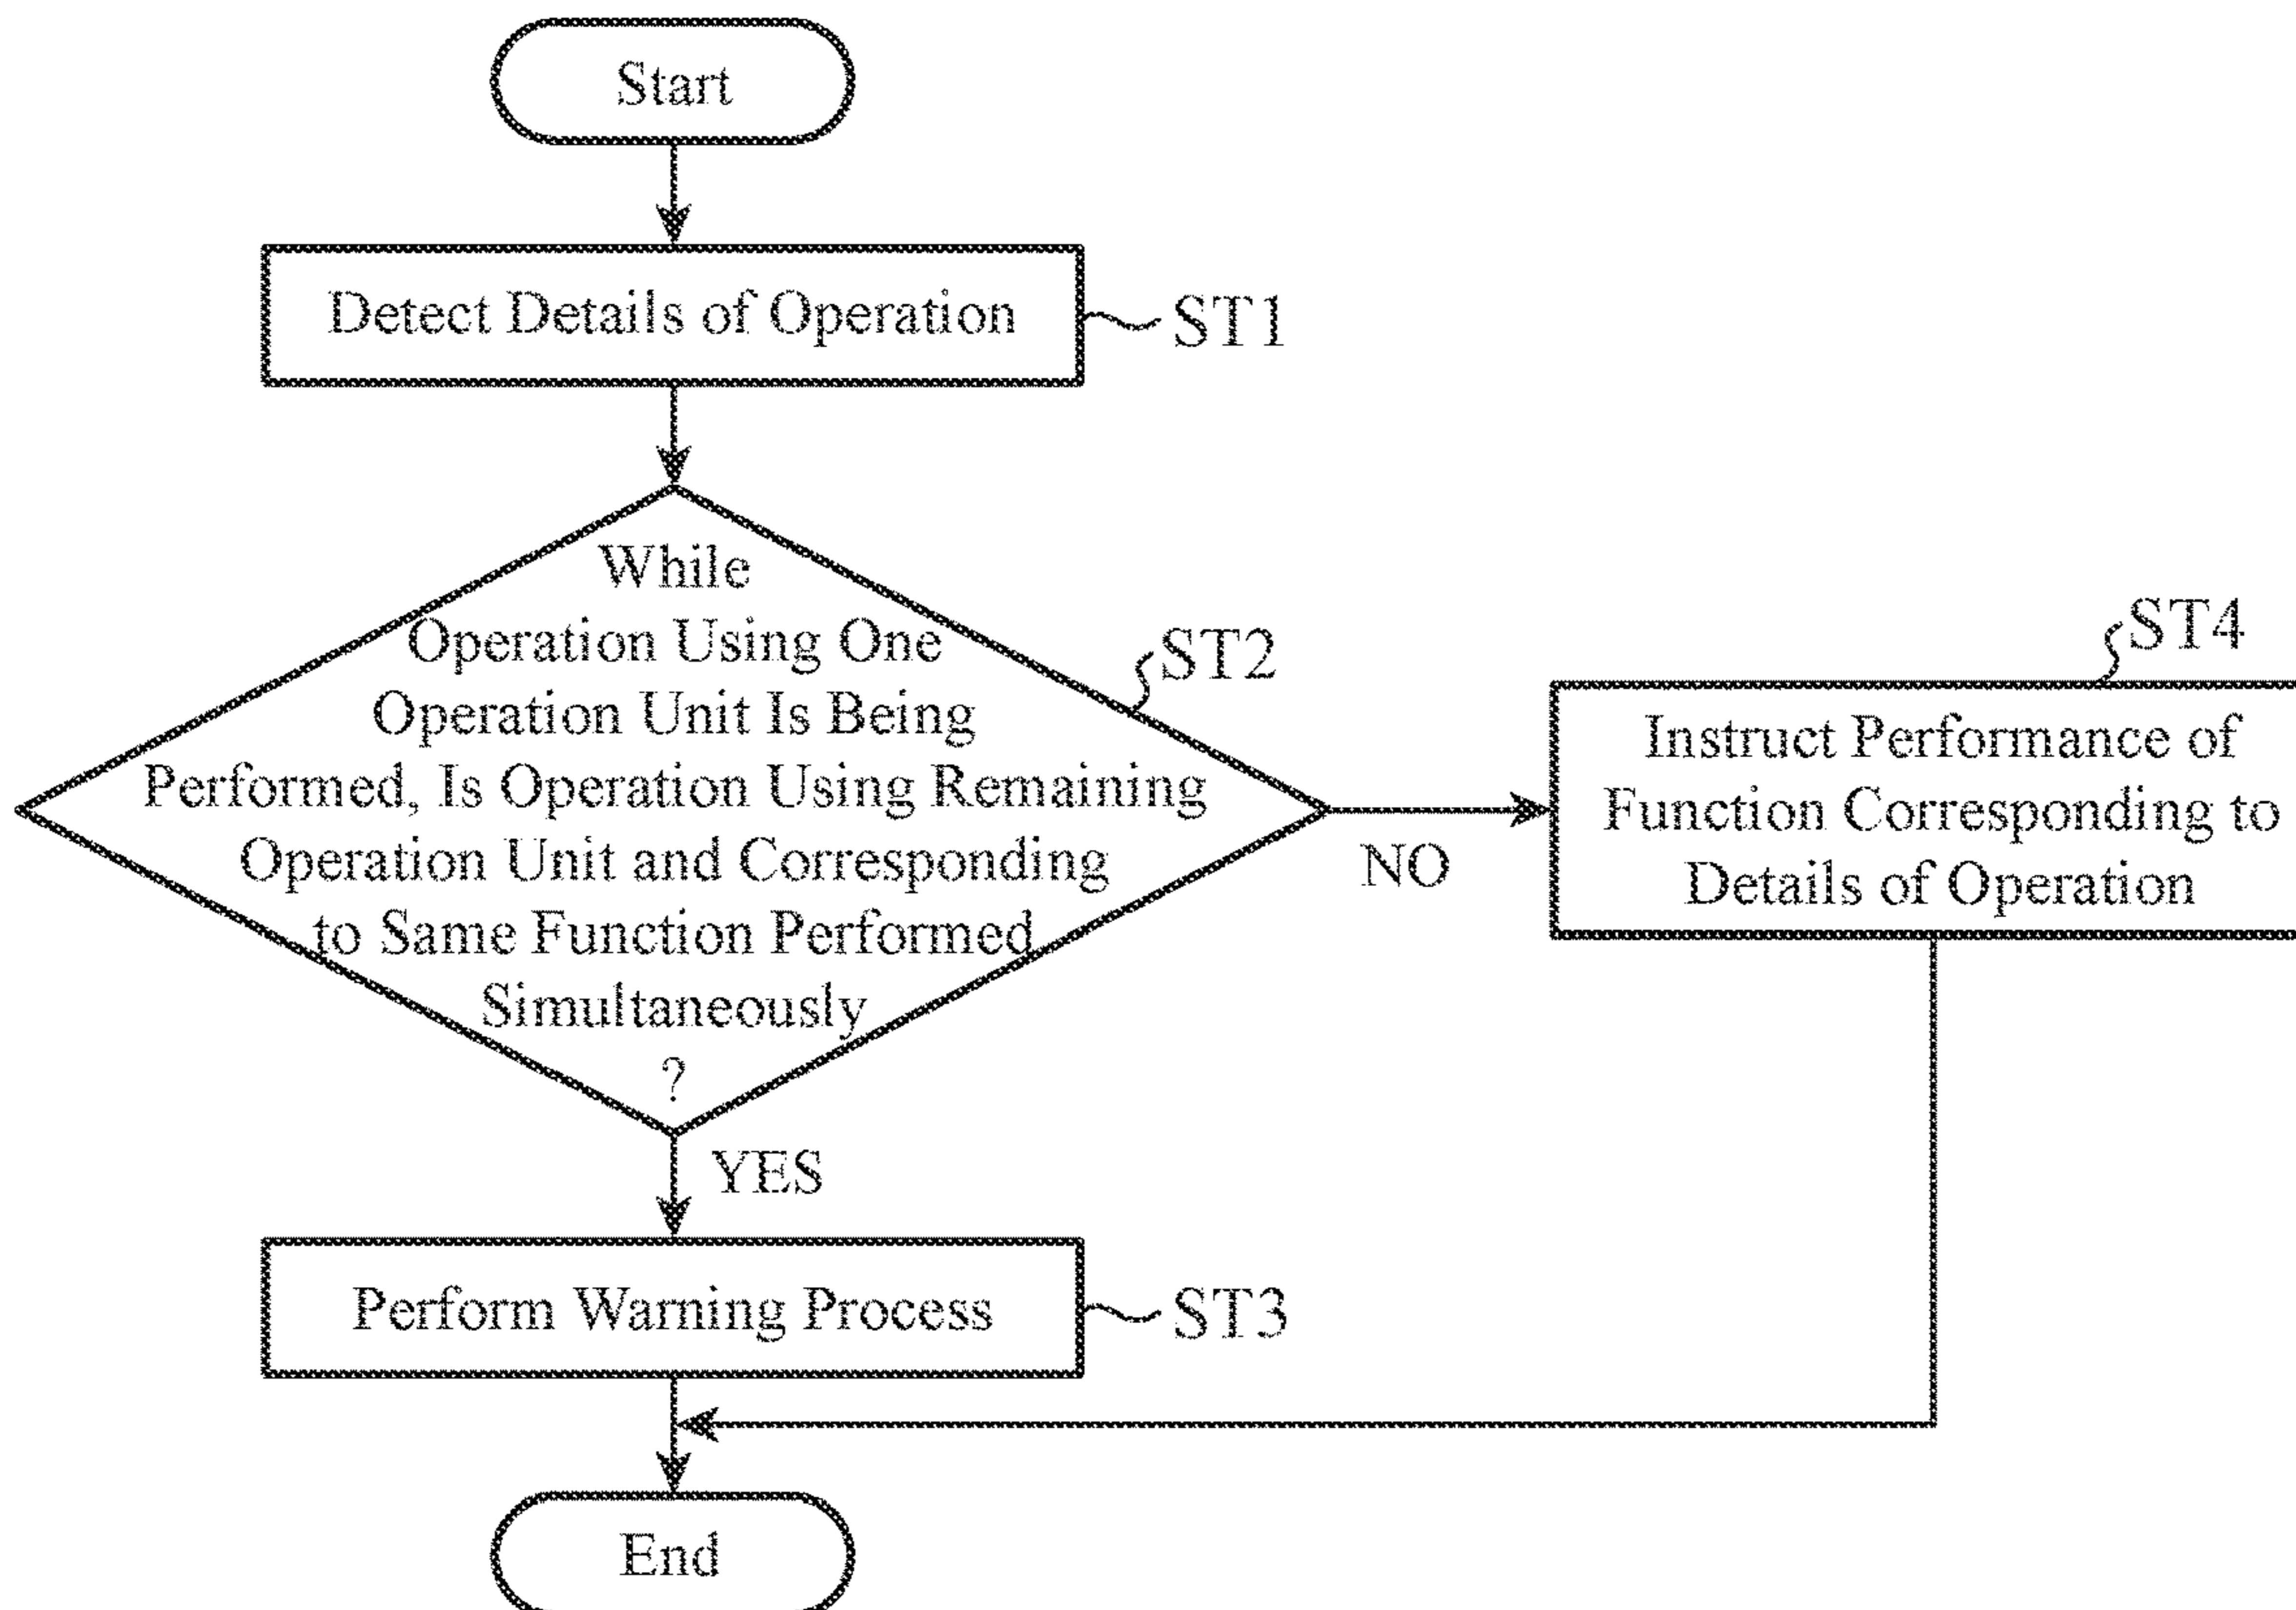 Start
Detect Details of Operation
ST1
While
Operation Using One
Operation Unit Is Being
Performed, Is Operation Using Remaining
Operation Unit and Corresponding
to Same Function Performed
Simultaneously
?
ST2
NO
ST4
Instruct Performance of
Function Corresponding to
Details of Operation
YES
Perform Warning Process
ST3
End